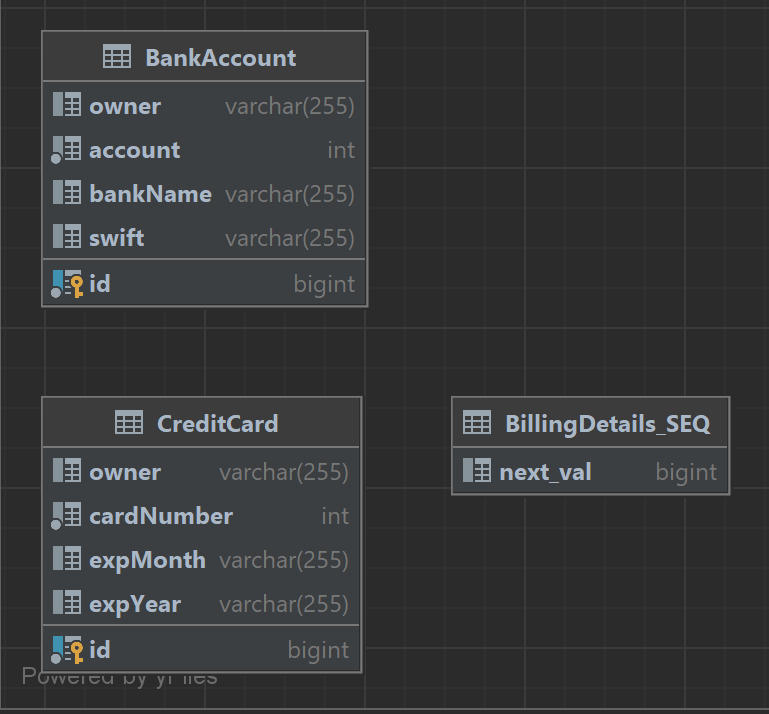 BankAccount
owner varchar(255)
account int
bankName varchar(255)
swift varchar(255)
id bigint
CreditCard
owner varchar(255)
cardNumber int
expMonth varchar(255)
expYear varchar(255)
id bigint
BillingDetails_SEQ
next_val bigint
Powered by yFiles